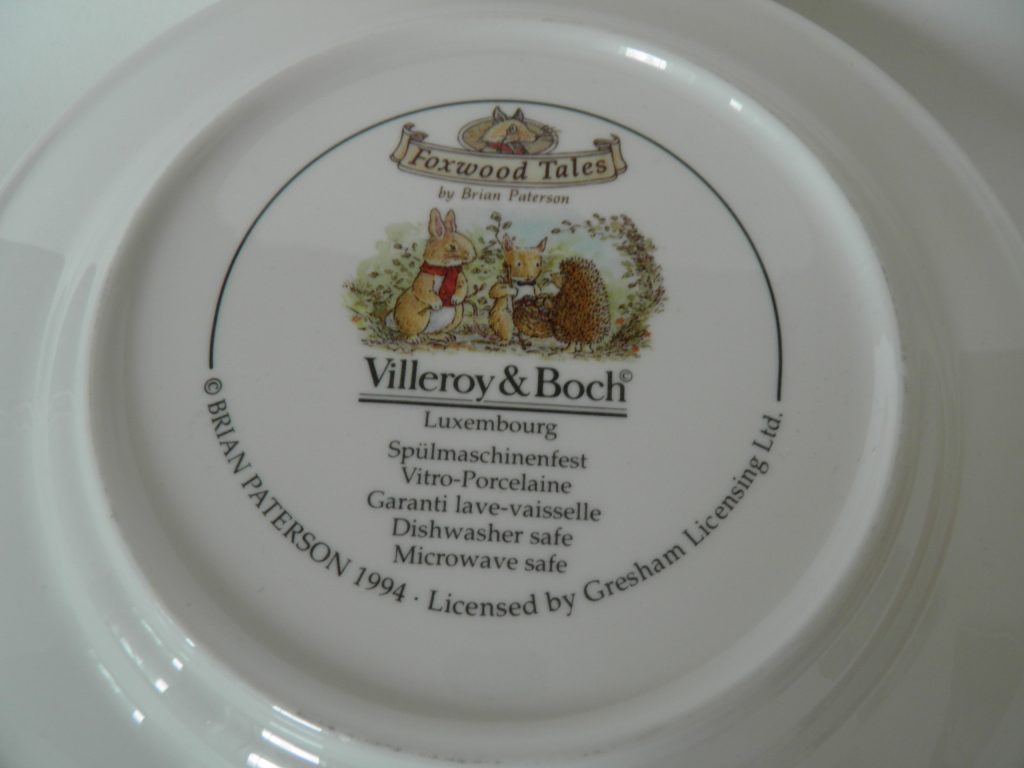 Foxwood Tales
by Brian Paterson
Villeroy & Boch©
Luxembourg
Spülmaschinenfest
Vitro-Porcelaine
Garanti lave-vaisselle
Dishwasher safe
Microwave safe
© BRIAN PATERSON 1994 · Licensed by Gresham Licensing Ltd.